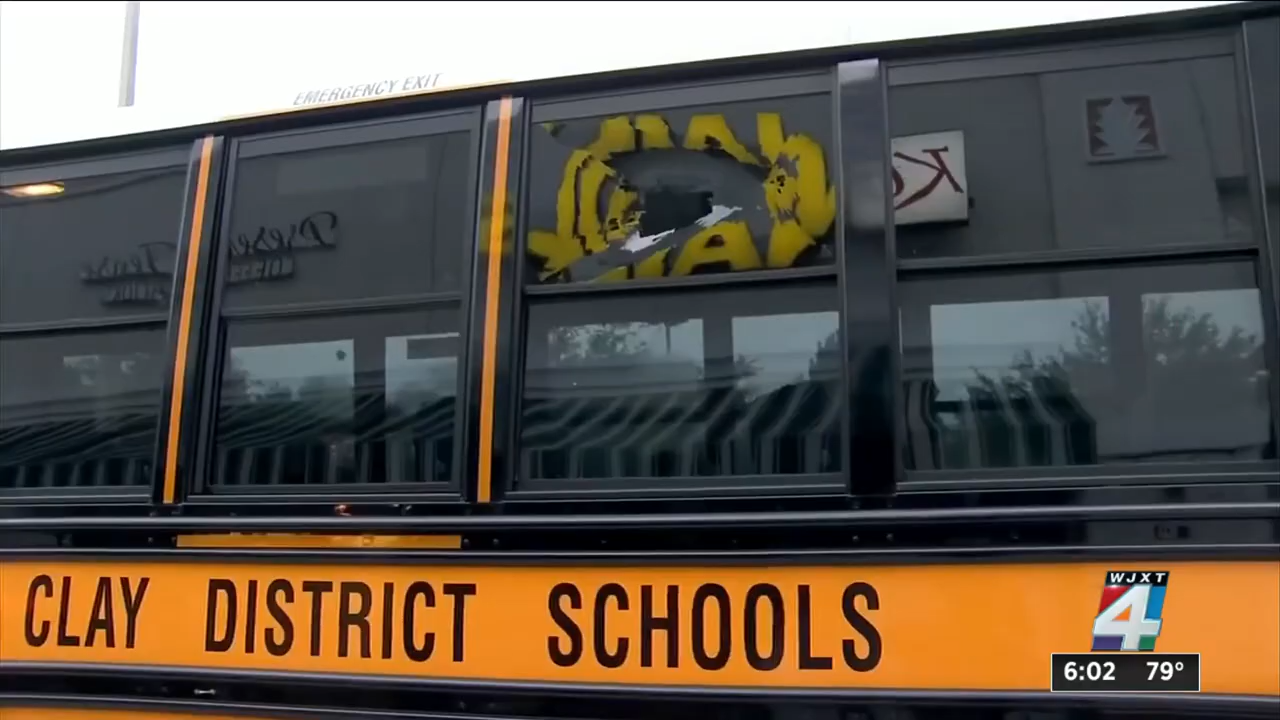 EMERGENCY EXIT
CLAY DISTRICT SCHOOLS
WJXT
4
6:02 79°